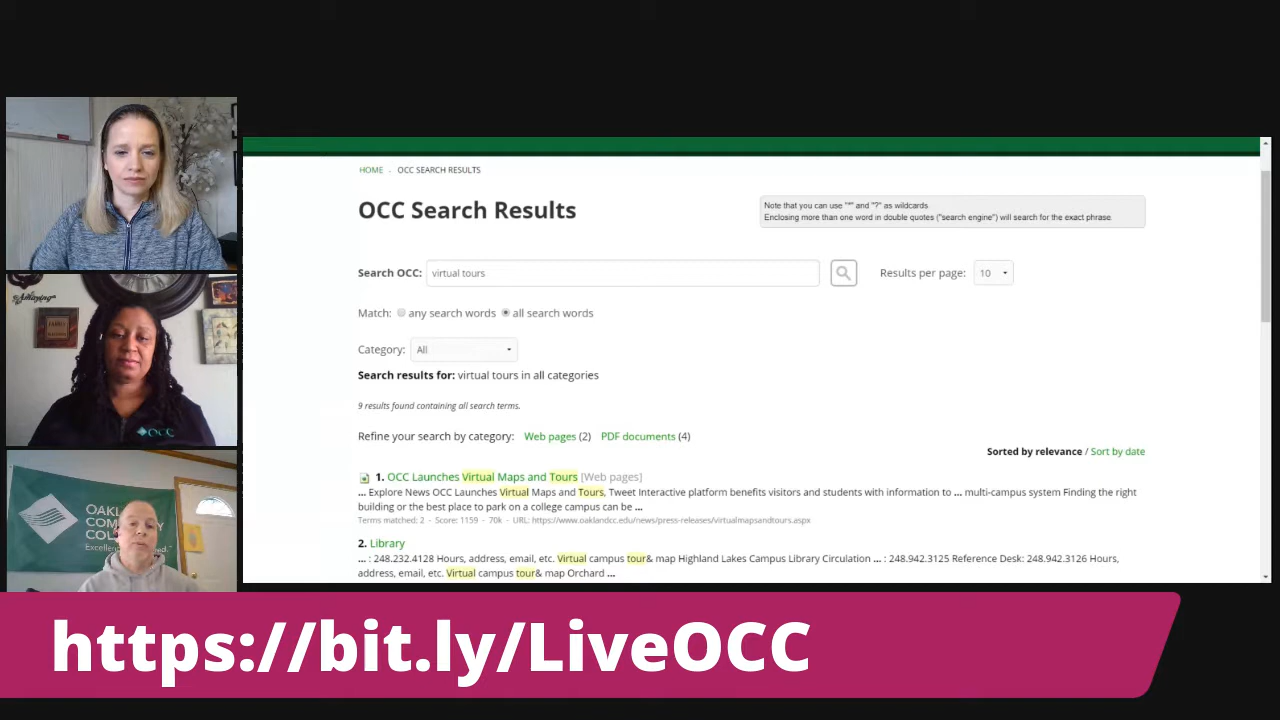 Amazing
FAMILY
OCC
OAKLAND
COMMUNITY
COLLEGE
"Excellence
HOME
OCC SEARCH RESULTS
OCC Search Results
Note that you can use "*" and "?" as wildcards
Enclosing more than one word in double quotes ("search engine") will search for the exact phrase.
Search OCC: virtual tours
Results per page: 10
Match: any search words all search words
Category: All
Search results for: virtual tours in all categories
9 results found containing all search terms.
Refine your search by category: Web pages (2) PDF documents (4)
Sorted by relevance / Sort by date
1. OCC Launches Virtual Maps and Tours [Web pages]
... Explore News OCC Launches Virtual Maps and Tours, Tweet Interactive platform benefits visitors and students with information to ... multi-campus system Finding the right
building or the best place to park on a college campus can be ...
Terms matched: 2 - Score: 1159 - 70k - URL: https://www.oaklandcc.edu/news/press-releases/virtualmapsandtours.aspx
2. Library
... : 248.232.4128 Hours, address, email, etc. Virtual campus tour& map Highland Lakes Campus Library Circulation ... : 248.942.3125 Reference Desk: 248.942.3126 Hours,
address, email, etc. Virtual campus tour& map Orchard ...
https://bit.ly/LiveOCC